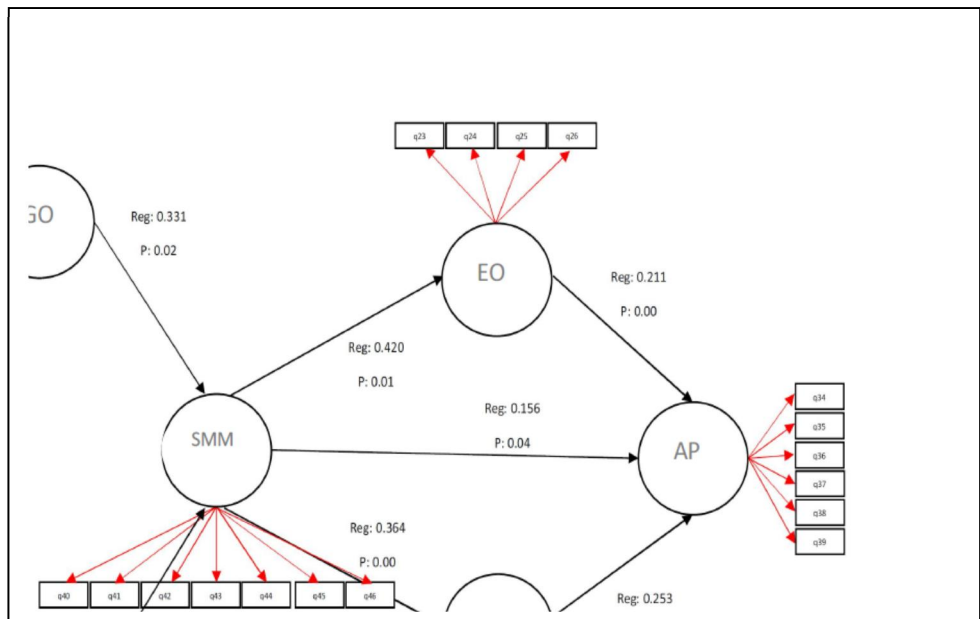 q23 q24 q25 q26
GO
Reg: 0.331
P: 0.02
EO
Reg: 0.211
P: 0.00
Reg: 0.420
P: 0.01
Reg: 0.156
P: 0.04
SMM
AP
q34
q35
q36
q37
q38
q39
Reg: 0.364
P: 0.00
q40 q41 q42 q43 q44 q45 q46
Reg: 0.253